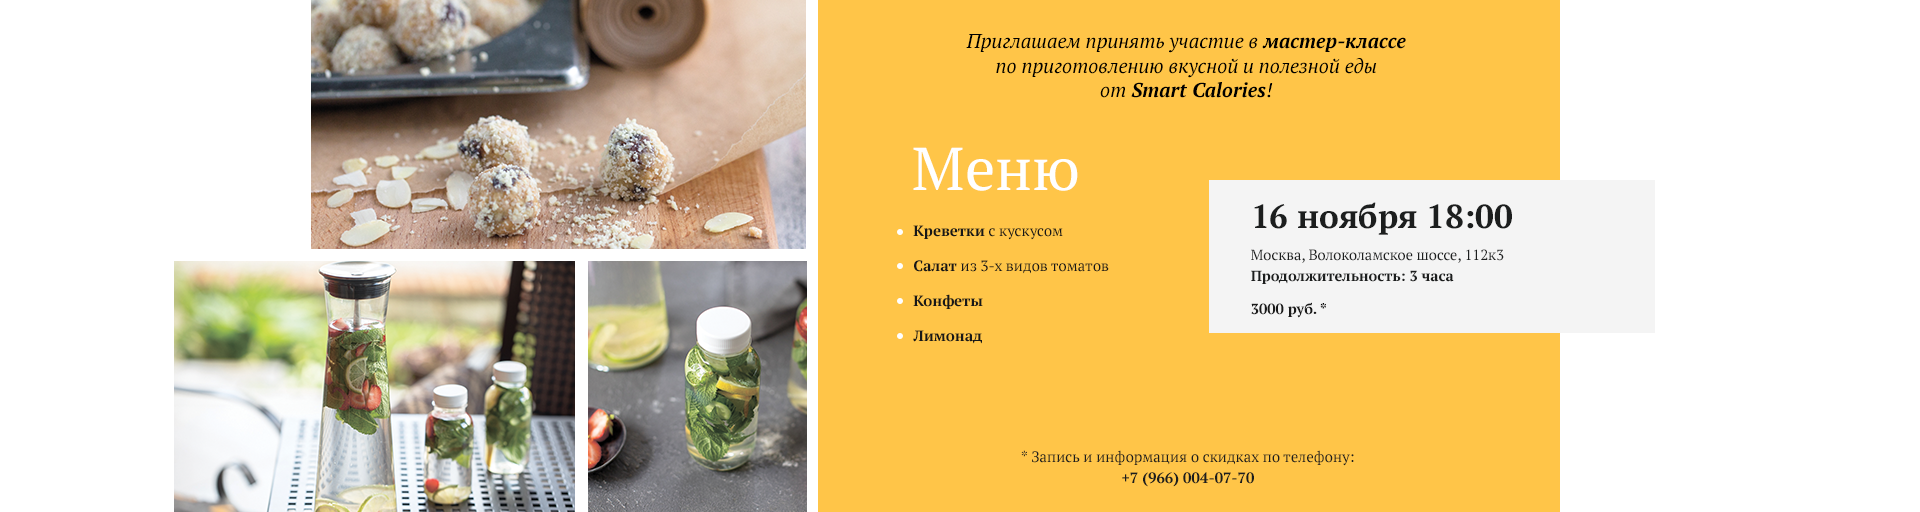 Приглашаем принять участие в мастер-классе
по приготовлению вкусной и полезной еды
от Smart Calories!
Меню
Креветки с кускусом
Салат из 3-х видов томатов
Конфеты
Лимонад
16 ноября 18:00
Москва, Волоколамское шоссе, 112к3
Продолжительность: 3 часа
3000 руб. *
* Запись и информация о скидках по телефону:
+7 (966) 004-07-70